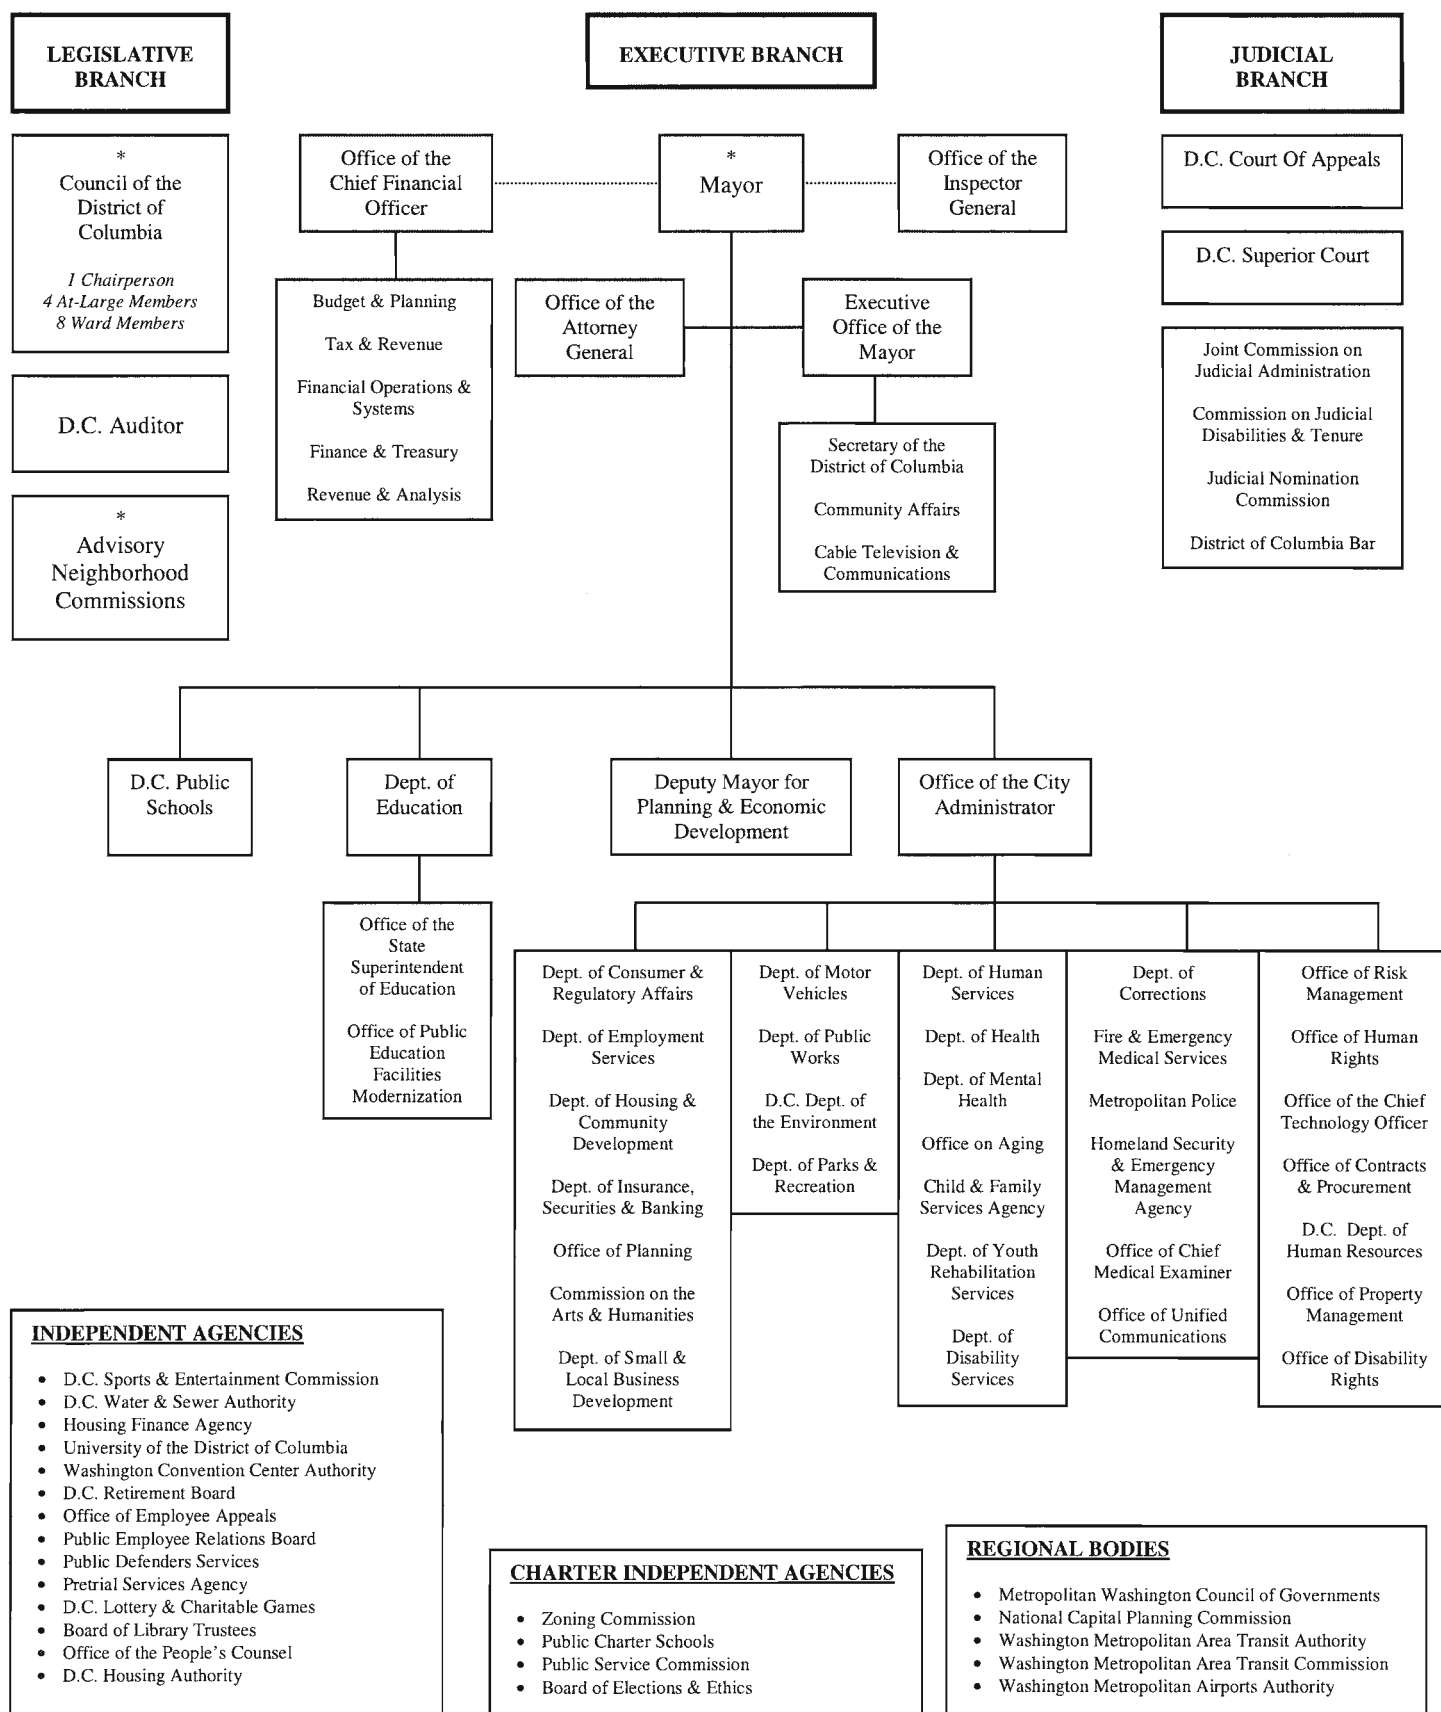 LEGISLATIVE
BRANCH
EXECUTIVE BRANCH
JUDICIAL
BRANCH
*
Council of the
District of
Columbia
1 Chairperson
4 At-Large Members
8 Ward Members
D.C. Auditor
*
Advisory
Neighborhood
Commissions
Office of the
Chief Financial
Officer
*
Mayor
Office of the
Inspector
General
Budget & Planning
Tax & Revenue
Financial Operations &
Systems
Finance & Treasury
Revenue & Analysis
Office of the
Attorney
General
Executive
Office of the
Mayor
Secretary of the
District of Columbia
Community Affairs
Cable Television &
Communications
D.C. Court Of Appeals
D.C. Superior Court
Joint Commission on
Judicial Administration
Commission on Judicial
Disabilities & Tenure
Judicial Nomination
Commission
District of Columbia Bar
D.C. Public
Schools
Dept. of
Education
Deputy Mayor for
Planning & Economic
Development
Office of the City
Administrator
Office of the
State
Superintendent
of Education
Office of Public
Education
Facilities
Modernization
Dept. of Consumer &
Regulatory Affairs
Dept. of Employment
Services
Dept. of Housing &
Community
Development
Dept. of Insurance,
Securities & Banking
Office of Planning
Commission on the
Arts & Humanities
Dept. of Small &
Local Business
Development
Dept. of Motor
Vehicles
Dept. of Public
Works
D.C. Dept. of
the Environment
Dept. of Parks &
Recreation
Dept. of Human
Services
Dept. of Health
Dept. of Mental
Health
Office on Aging
Child & Family
Services Agency
Dept. of Youth
Rehabilitation
Services
Dept. of
Disability
Services
Dept. of
Corrections
Fire & Emergency
Medical Services
Metropolitan Police
Homeland Security
& Emergency
Management
Agency
Office of Chief
Medical Examiner
Office of Unified
Communications
Office of Risk
Management
Office of Human
Rights
Office of the Chief
Technology Officer
Office of Contracts
& Procurement
D.C. Dept. of
Human Resources
Office of Property
Management
Office of Disability
Rights
INDEPENDENT AGENCIES
• D.C. Sports & Entertainment Commission
• D.C. Water & Sewer Authority
• Housing Finance Agency
• University of the District of Columbia
• Washington Convention Center Authority
• D.C. Retirement Board
• Office of Employee Appeals
• Public Employee Relations Board
• Public Defenders Services
• Pretrial Services Agency
• D.C. Lottery & Charitable Games
• Board of Library Trustees
• Office of the People's Counsel
• D.C. Housing Authority
CHARTER INDEPENDENT AGENCIES
• Zoning Commission
• Public Charter Schools
• Public Service Commission
• Board of Elections & Ethics
REGIONAL BODIES
• Metropolitan Washington Council of Governments
• National Capital Planning Commission
• Washington Metropolitan Area Transit Authority
• Washington Metropolitan Area Transit Commission
• Washington Metropolitan Airports Authority